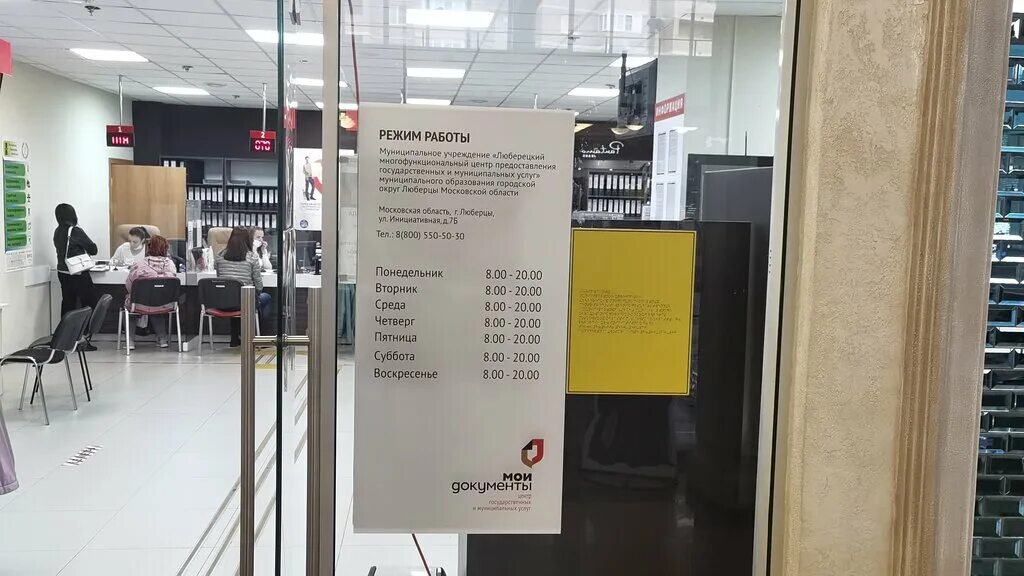 РЕЖИМ РАБОТЫ
Муниципальное учреждение «Люберецкий
многофункциональный центр предоставления
государственных и муниципальных услуг»
муниципального образования городской
округ Люберцы Московской области
Московская область, г. Люберцы,
ул. Инициативная, д.7Б
Тел.: 8(800) 550-50-30
Понедельник 8.00 - 20.00
Вторник 8.00 - 20.00
Среда 8.00 - 20.00
Четверг 8.00 - 20.00
Пятница 8.00 - 20.00
Суббота 8.00 - 20.00
Воскресенье 8.00 - 20.00
мои
документы
центр
государственных
и муниципальных услуг
ИНФОРМАЦИЯ
1
2